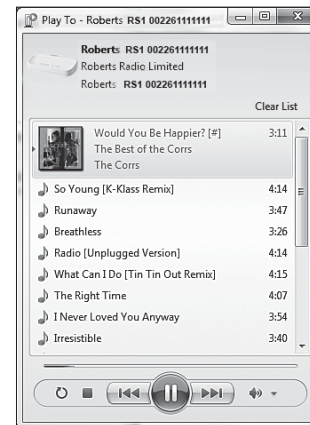 Play To - Roberts RS1 002261111111
Roberts RS1 002261111111
Roberts Radio Limited
Roberts RS1 002261111111
Clear List
Would You Be Happier? [#] 3:11
The Best of the Corrs
The Corrs
So Young [K-Klass Remix] 4:14
Runaway 3:47
Breathless 3:26
Radio [Unplugged Version] 4:14
What Can I Do [Tin Tin Out Remix] 4:15
The Right Time 4:07
I Never Loved You Anyway 3:54
Irresistible 3:40